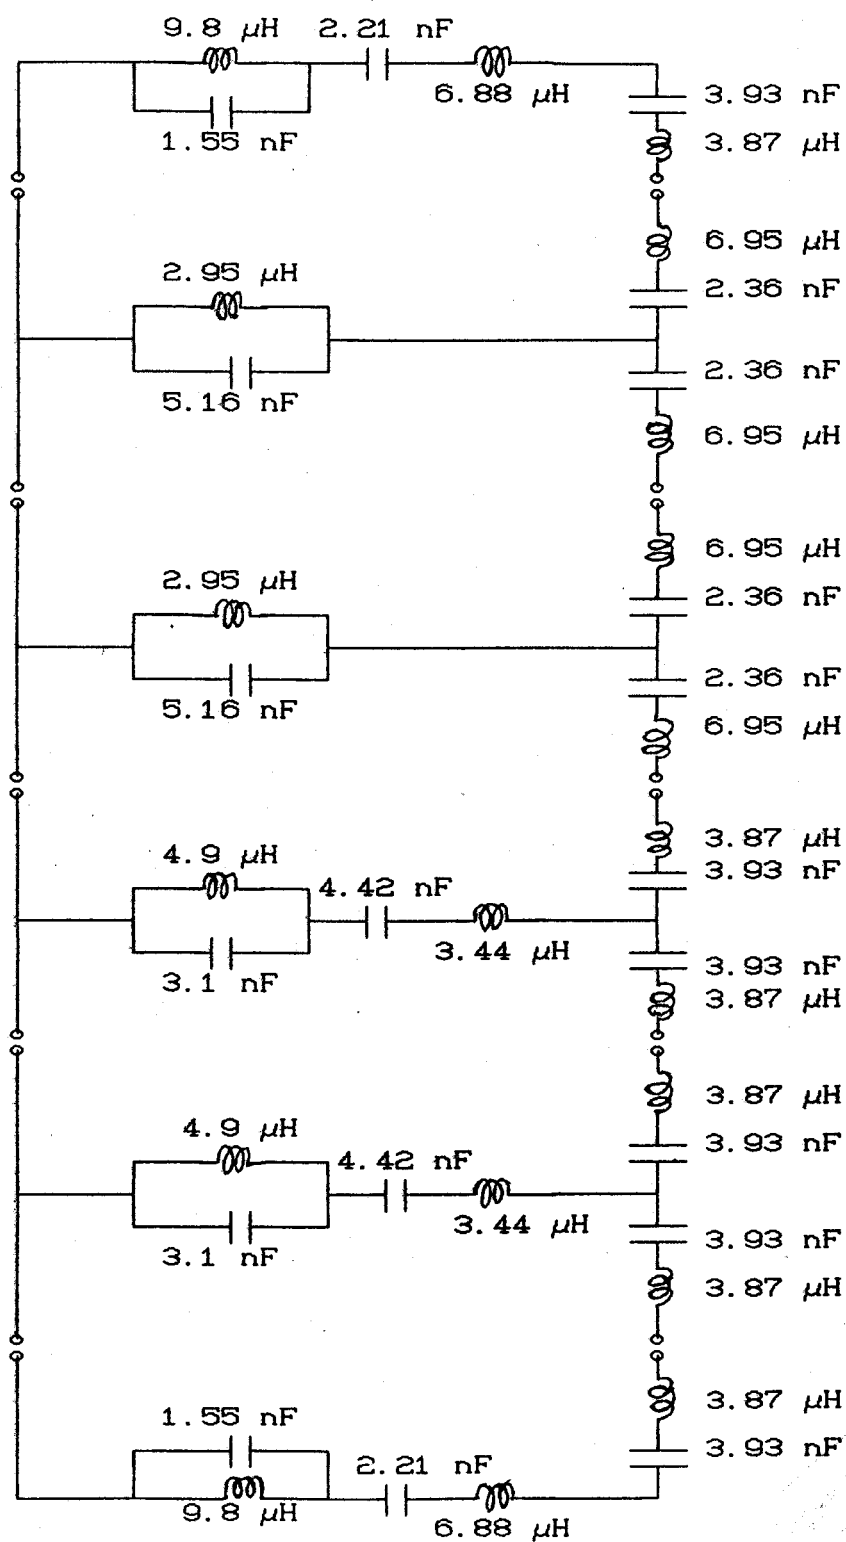 9.8 µH 2.21 nF
6.88 µH 3.93 nF
1.55 nF 3.87 µH
6.95 µH
2.95 µH 2.36 nF
2.36 nF
5.16 nF
6.95 µH
6.95 µH
2.95 µH 2.36 nF
2.36 nF
5.16 nF 6.95 µH
3.87 µH
4.9 µH 3.93 nF
4.42 nF
3.44 µH 3.93 nF
3.1 nF 3.87 µH
3.87 µH
4.9 µH 3.93 nF
4.42 nF
3.44 µH 3.93 nF
3.1 nF
3.87 µH
3.87 µH
1.55 nF 3.93 nF
2.21 nF
9.8 µH 6.88 µH